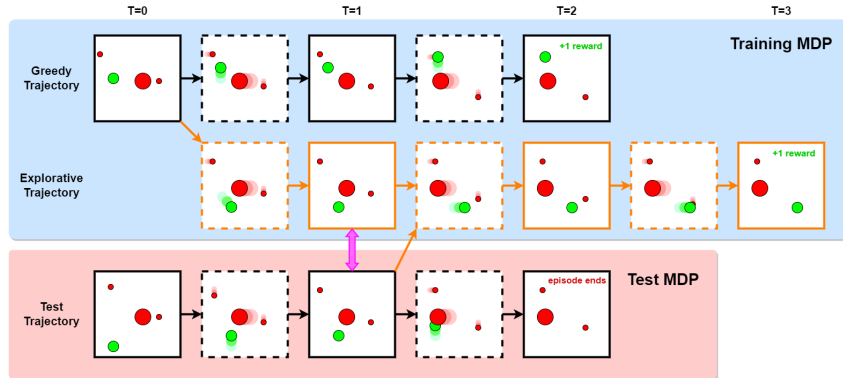 T=0 T=1 T=2 T=3
Training MDP
Greedy
Trajectory
+1 reward
Explorative
Trajectory
+1 reward
Test MDP
Test
Trajectory
episode ends